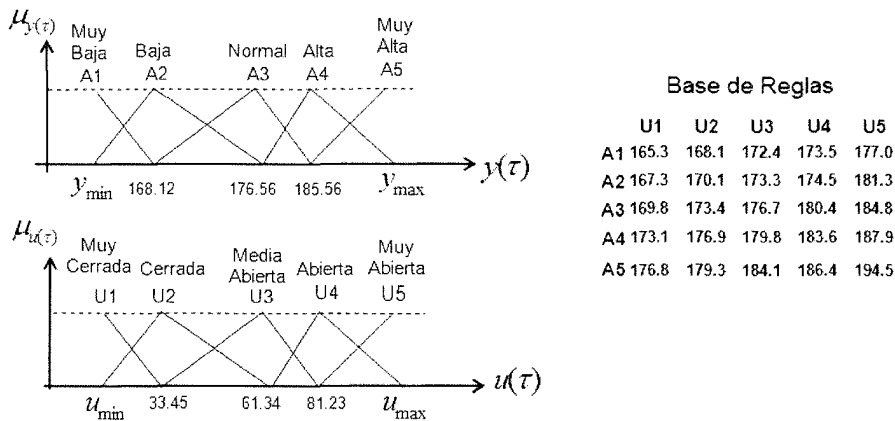 μy(τ)
Muy Baja A1
Baja A2
Normal A3
Alta A4
Muy Alta A5
ymin 168.12 176.56 185.56 ymax y(τ)
μu(τ)
Muy Cerrada U1
Cerrada U2
Media Abierta U3
Abierta U4
Muy Abierta U5
umin 33.45 61.34 81.23 umax u(τ)
Base de Reglas
U1 U2 U3 U4 U5
A1 165.3 168.1 172.4 173.5 177.0
A2 167.3 170.1 173.3 174.5 181.3
A3 169.8 173.4 176.7 180.4 184.8
A4 173.1 176.9 179.8 183.6 187.9
A5 176.8 179.3 184.1 186.4 194.5